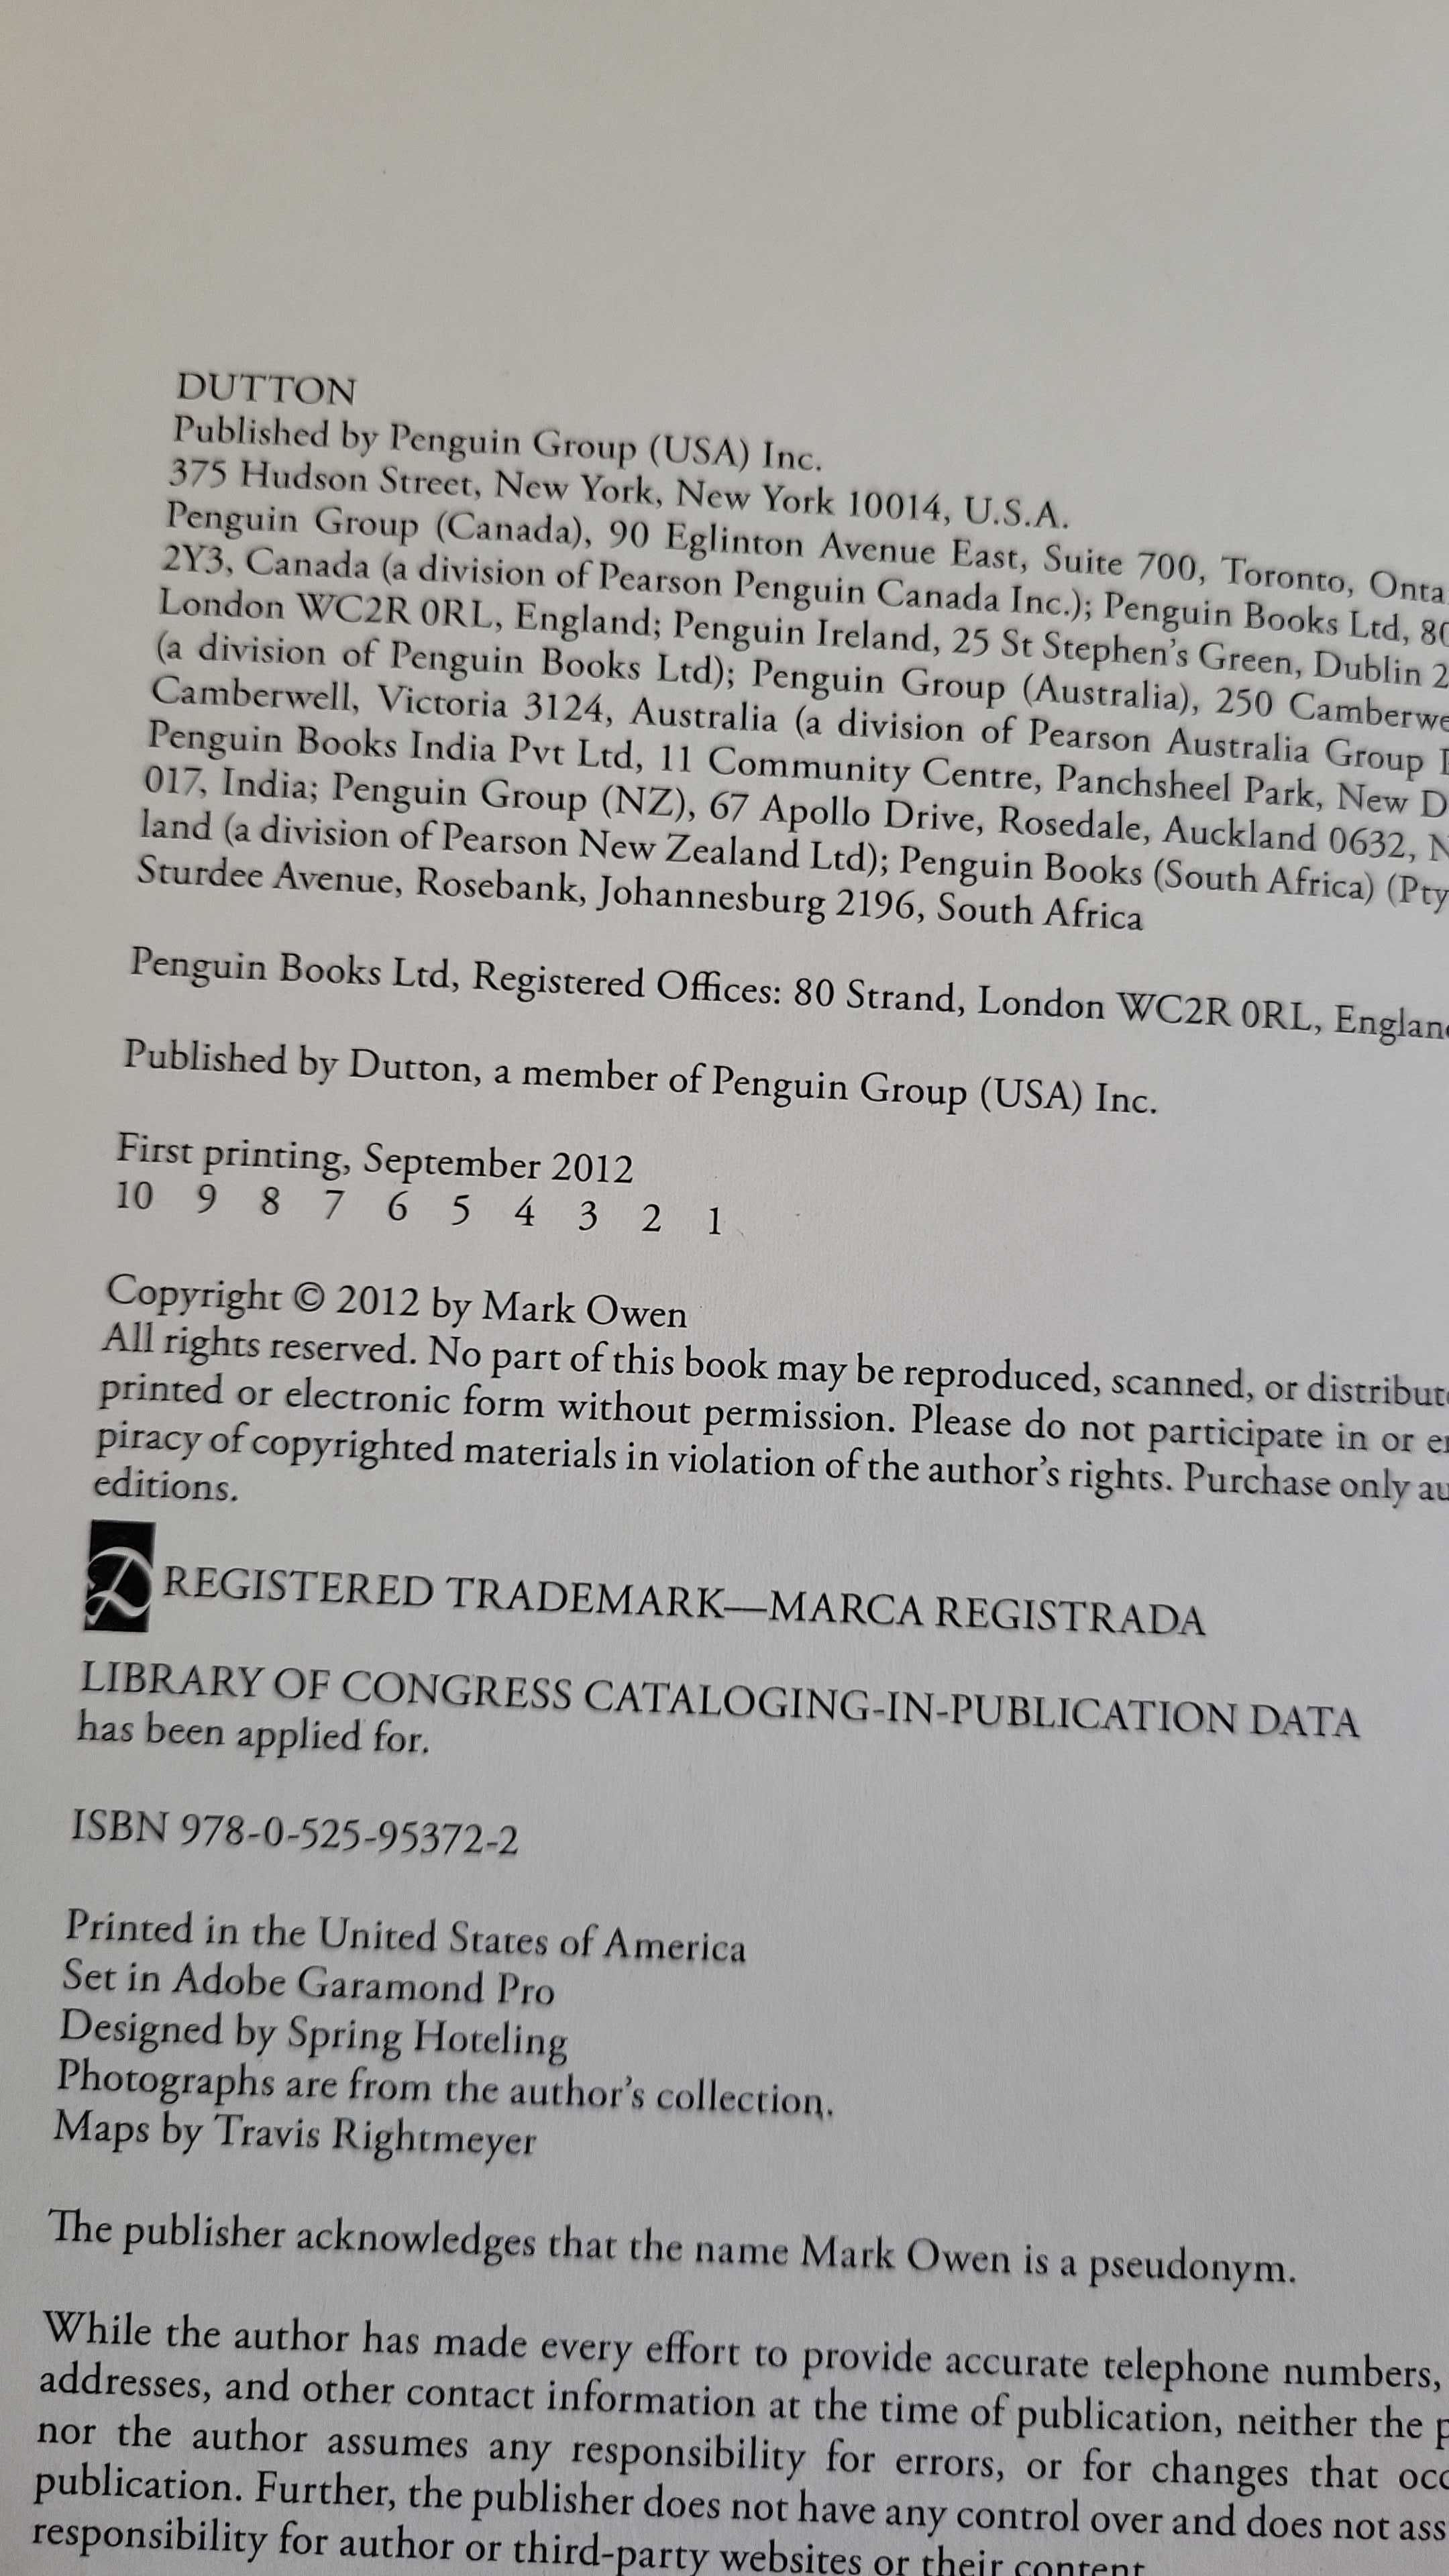 DUTTON
Published by Penguin Group (USA) Inc.
375 Hudson Street, New York, New York 10014, U.S.A.
Penguin Group (Canada), 90 Eglinton Avenue East, Suite 700, Toronto,
2Y3, Canada (a division of Pearson Penguin Canada Inc.); Penguin Books Ltd,
London WC2R 0RL, England; Penguin Ireland, 25 St Stephen's Green, Dublin 2
(a division of Penguin Books Ltd); Penguin Group (Australia), 250
Camberwell, Victoria 3124, Australia (a division of Pearson Australia Group
Penguin Books India Pvt Ltd, 11 Community Centre, Panchsheel Park, New
017, India; Penguin Group (NZ), 67 Apollo Drive, Rosedale, Auckland 0632,
land (a division of Pearson New Zealand Ltd); Penguin Books (South Africa) (Pty
Sturdee Avenue, Rosebank, Johannesburg 2196, South Africa
Penguin Books Ltd, Registered Offices: 80 Strand, London WC2R 0RL,
Published by Dutton, a member of Penguin Group (USA) Inc.
First printing, September 2012
10 9 8 7 6 5 4 3 2 1
Copyright © 2012 by Mark Owen
All rights reserved. No part of this book may be reproduced, scanned, or
printed or electronic form without permission. Please do not participate in or
piracy of copyrighted materials in violation of the author's rights. Purchase only
editions.
D REGISTERED TRADEMARK—MARCA REGISTRADA
LIBRARY OF CONGRESS CATALOGING-IN-PUBLICATION DATA
has been applied for.
ISBN 978-0-525-95372-2
Printed in the United States of America
Set in Adobe Garamond Pro
Designed by Spring Hoteling
Photographs are from the author's collection.
Maps by Travis Rightmeyer
The publisher acknowledges that the name Mark Owen is a pseudonym.
While the author has made every effort to provide accurate telephone numbers,
addresses, and other contact information at the time of publication, neither the
nor the author assumes any responsibility for errors, or for changes that
publication. Further, the publisher does not have any control over and does not
responsibility for author or third-party websites or their content.